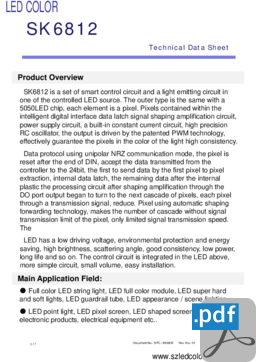 LED COLOR
SK6812
Technical Data Sheet
Product Overview
SK6812 is a set of smart control circuit and a light emitting circuit in
one of the controlled LED source. The outer type is the same with a
5050LED chip, each element is a pixel. Pixels contained within the
intelligent digital interface data latch signal shaping amplification circuit,
power supply circuit, a built-in constant current circuit, high precision
RC oscillator, the output is driven by the patented PWM technology,
effectively guarantee the pixels in the color of the light high consistency.
Data protocol using unipolar NRZ communication mode, the pixel is
reset after the end of DIN, accept the data transmitted from the
controller to the 24bit, the first to send data by the first pixel to pixel
extraction, internal data latch, the remaining data after the internal
plastic the processing circuit after shaping amplification through the
DO port output began to turn to the next cascade of pixels, each pixel
through a transmission signal, reduce. Pixel using automatic shaping
forwarding technology, makes the number of cascade without signal
transmission limit of the pixel, only limited signal transmission speed.
The
LED has a low driving voltage, environmental protection and energy
saving, high brightness, scattering angle, good consistency, low power,
long life and so on. The control circuit is integrated in the LED above,
more simple circuit, small volume, easy installation.
Main Application Field:
● Full color LED string light, LED full color module, LED super hard
and soft lights, LED guardrail tube, LED appearance / scene
● LED point light, LED pixel screen, LED shaped screen,
electronic products, electrical equipment etc..
.pdf
www.szledcolo